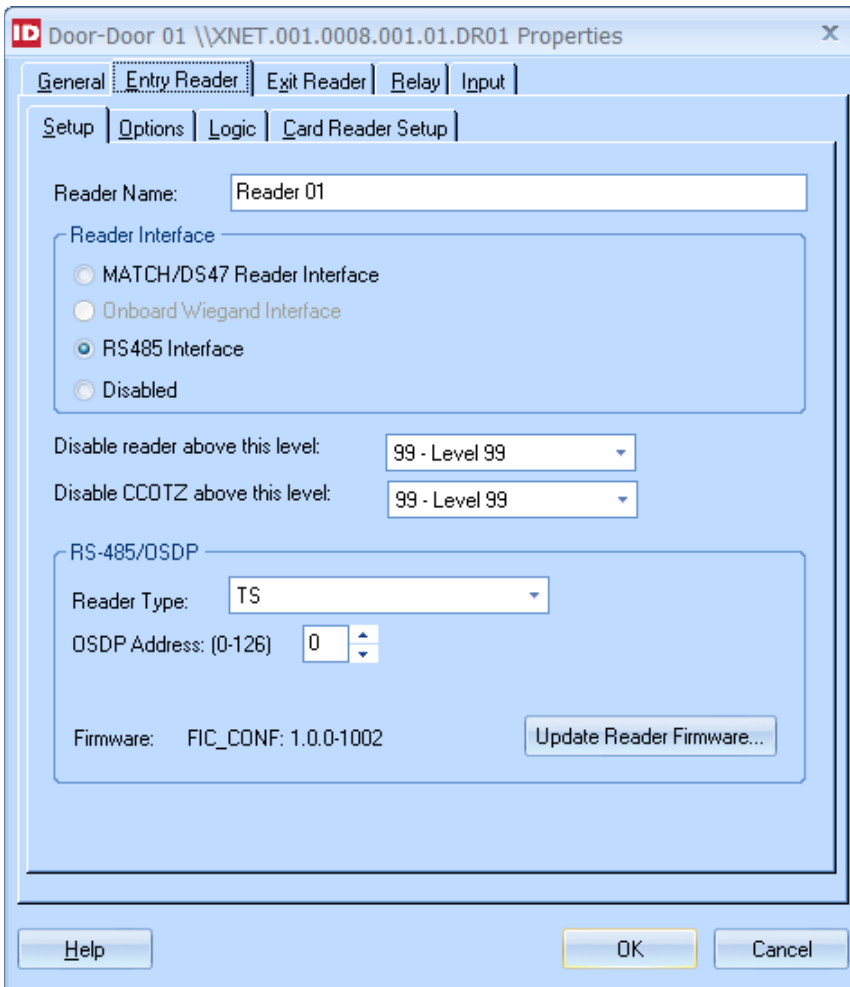 ID Door-Door 01 \\XNET.001.0008.001.01.DR01 Properties x
General Entry Reader Exit Reader Relay Input
Setup Options Logic Card Reader Setup
Reader Name: Reader 01
Reader Interface
MATCH/DS47 Reader Interface
Onboard Wiegand Interface
RS485 Interface
Disabled
Disable reader above this level: 99 - Level 99
Disable CCOTZ above this level: 99 - Level 99
RS-485/OSDP
Reader Type: TS
OSDP Address: (0-126) 0
Firmware: FIC_CONF: 1.0.0-1002 Update Reader Firmware...
Help OK Cancel